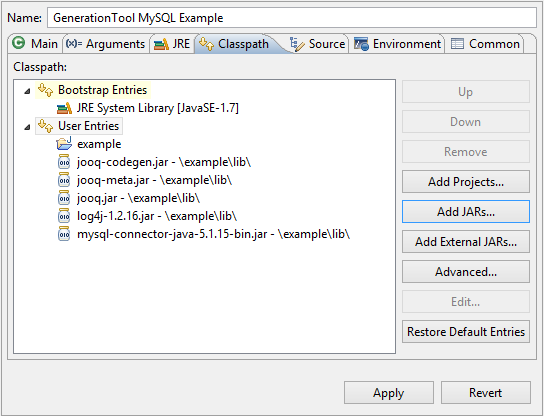 Name: GenerationTool MySQL Example
Main (x)= Arguments JRE Classpath Source Environment Common
Classpath:
Bootstrap Entries
JRE System Library [JavaSE-1.7]
User Entries
example
jooq-codegen.jar - \example\lib\
jooq-meta.jar - \example\lib\
jooq.jar - \example\lib\
log4j-1.2.16.jar - \example\lib\
mysql-connector-java-5.1.15-bin.jar - \example\lib\
Up
Down
Remove
Add Projects...
Add JARs...
Add External JARs...
Advanced...
Edit...
Restore Default Entries
Apply Revert